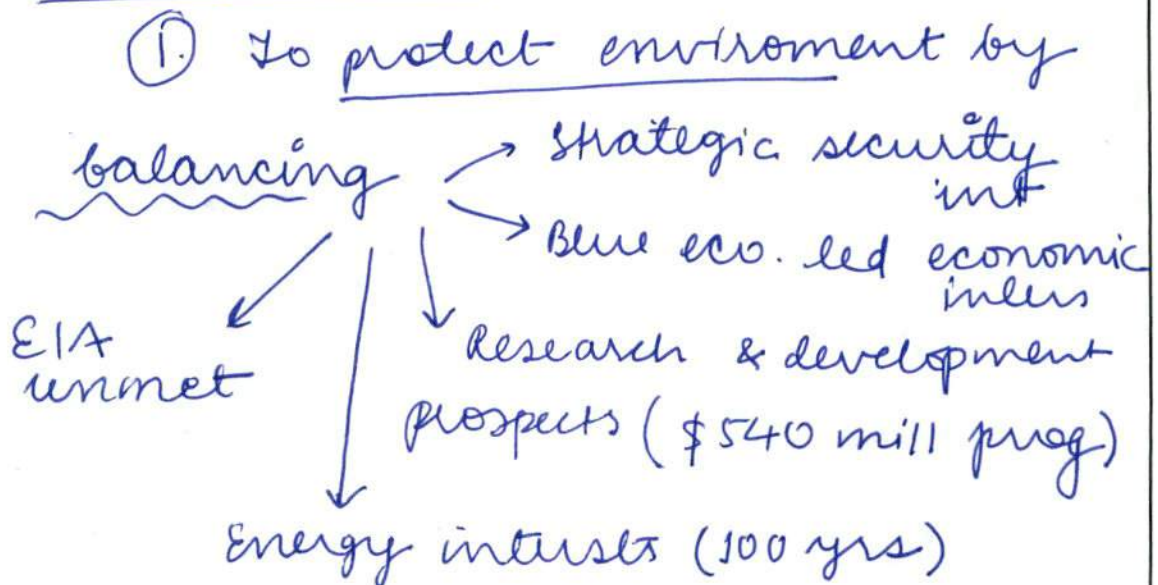 ①. To protect enviroment by
balancing
Strategic security
int
Blue eco. led economic
inters
EIA
unmet
Research & development
prospects ($540 mill prog)
Energy interests (100 yrs)